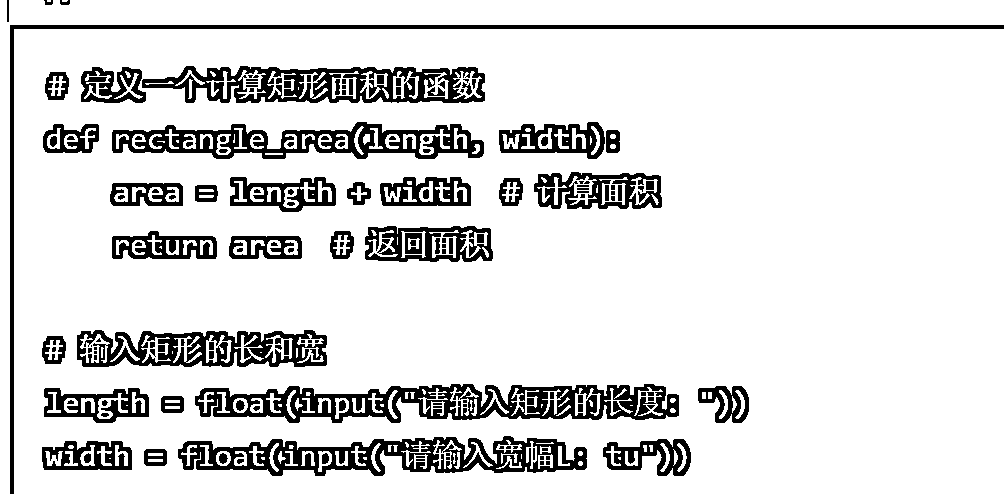 # 定义一个计算矩形面积的函数
def rectangle_area(length, width):
    area = length + width  # 计算面积
    return area  # 返回面积
# 输入矩形的长和宽
length = float(input("请输入矩形的长度: "))
width = float(input("请输入宽幅L: tu"))